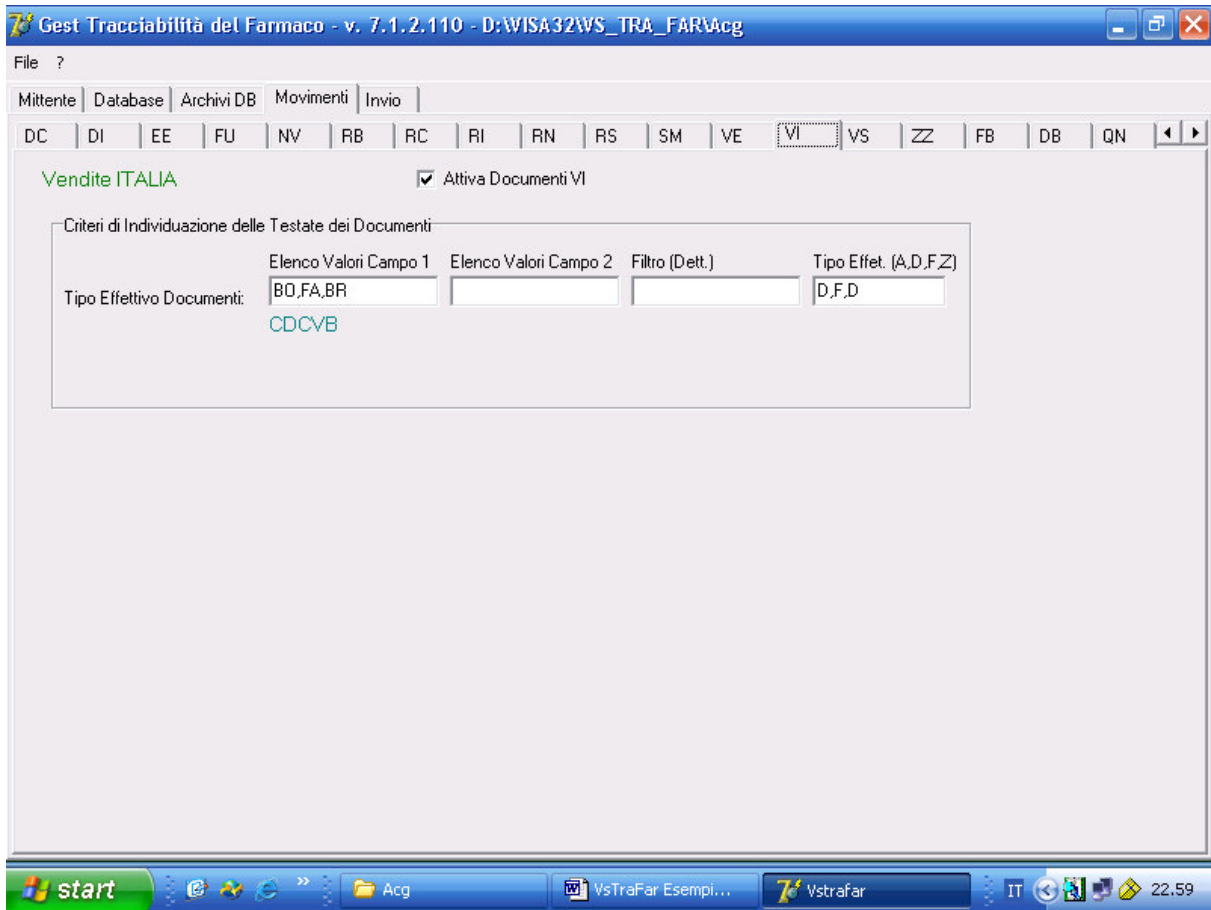 Gest Tracciabilità del Farmaco - v. 7.1.2.110 - D:\WISA32\VS_TRA_FAR\Acg
File ?
Mittente Database Archivi DB Movimenti Invio
DC DI EE FU NV RB RC RI RN RS SM VE VI VS ZZ FB DB QN
Vendite ITALIA Attiva Documenti VI
Criteri di Individuazione delle Testate dei Documenti
Elenco Valori Campo 1 Elenco Valori Campo 2 Filtro (Dett.) Tipo Effet. (A,D,F,Z)
Tipo Effettivo Documenti: BO,FA,BR D,F,D
CDCVB
start Acg VsTraFar Esempi... Vstrafar IT 22.59